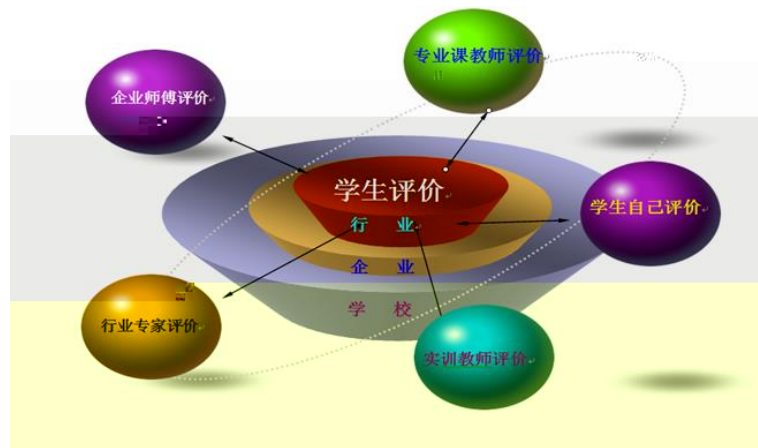 专业课教师评价
企业师傅评价
学生评价
学生自己评价
行 业
企 业
学 校
行业专家评价
实训教师评价